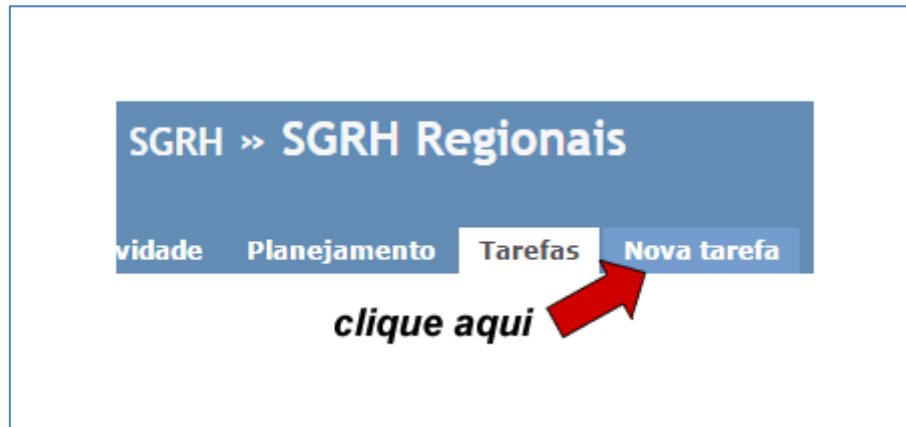 SGRH » SGRH Regionais
vidade Planejamento Tarefas Nova tarefa
clique aqui